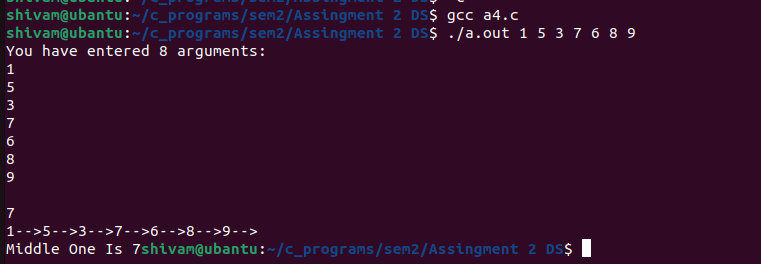 shivam@ubantu:~/c_programs/sem2/Assingment 2 DS$ gcc a4.c
shivam@ubantu:~/c_programs/sem2/Assingment 2 DS$ ./a.out 1 5 3 7 6 8 9
You have entered 8 arguments:
1
5
3
7
6
8
9
7
1-->5-->3-->7-->6-->8-->9-->
Middle One Is 7shivam@ubantu:~/c_programs/sem2/Assingment 2 DS$